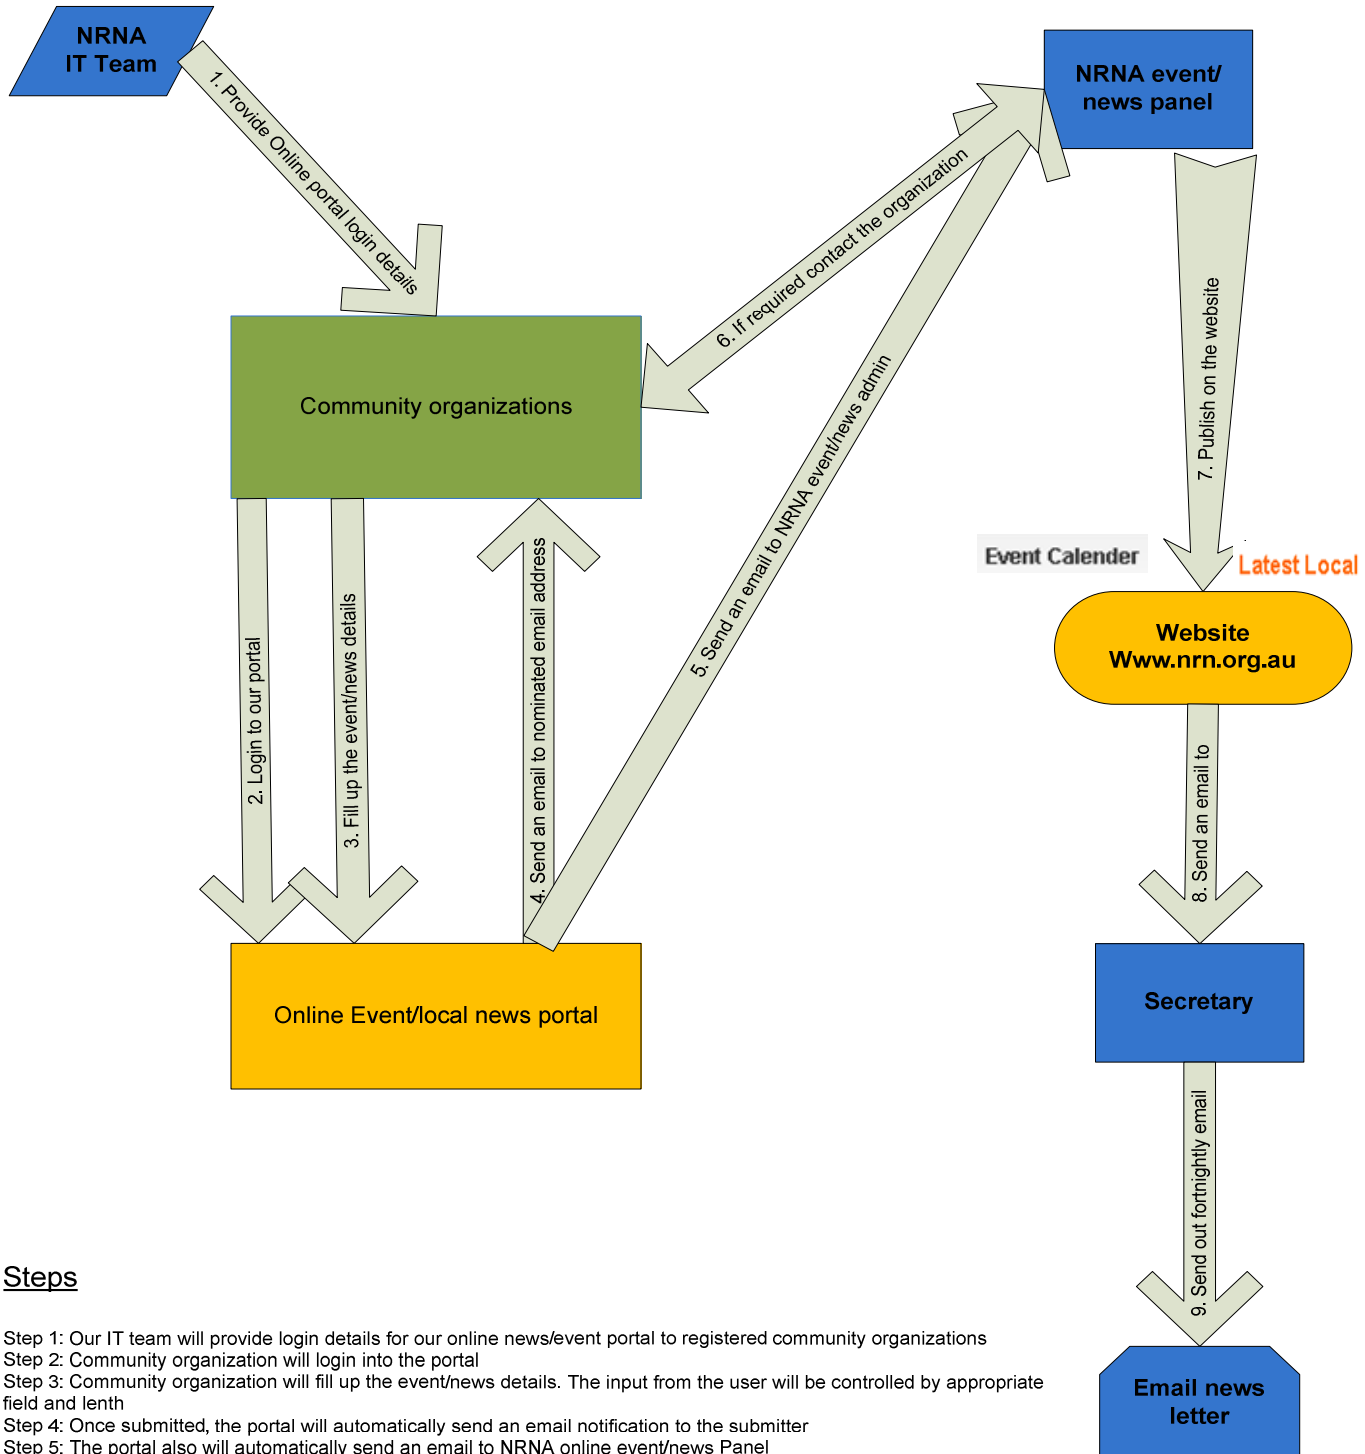 NRNA
IT Team
NRNA event/
news panel
1. Provide Online portal login details
6. If required contact the organization
7. Publish on the website
Community organizations
5. Send an email to NRNA event/news admin
2. Login to our portal
3. Fill up the event/news details
4. Send an email to nominated email address
Event Calender
Latest Local
Website
Www.nrn.org.au
8. Send an email to
Online Event/local news portal
Secretary
9. Send out fortnightly email
Email news
letter
Steps
Step 1: Our IT team will provide login details for our online news/event portal to registered community organizations
Step 2: Community organization will login into the portal
Step 3: Community organization will fill up the event/news details. The input from the user will be controlled by appropriate
field and lenth
Step 4: Once submitted, the portal will automatically send an email notification to the submitter
Step 5: The portal also will automatically send an email to NRNA online event/news Panel